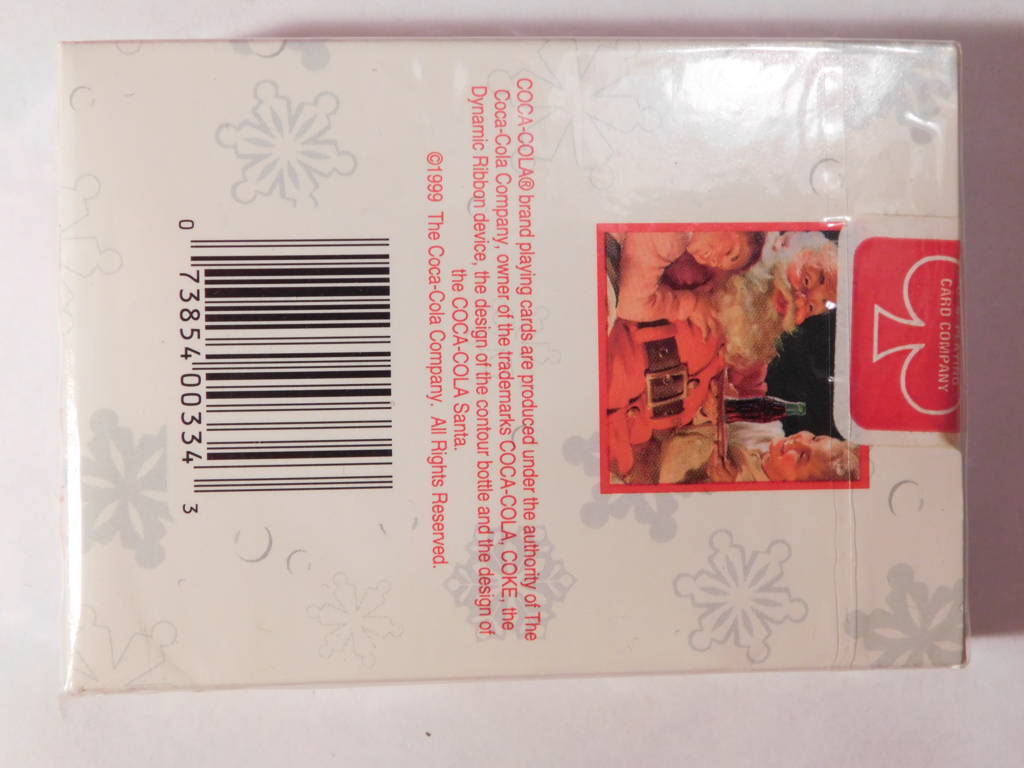 PLAYING
CARD COMPANY
COCA-COLA® brand playing cards are produced under the authority of The
Coca-Cola Company, owner of the trademarks COCA-COLA, COKE, the
Dynamic Ribbon device, the design of the contour bottle and the design of
the COCA-COLA Santa.
©1999 The Coca-Cola Company. All Rights Reserved.
0 73854 00334 3